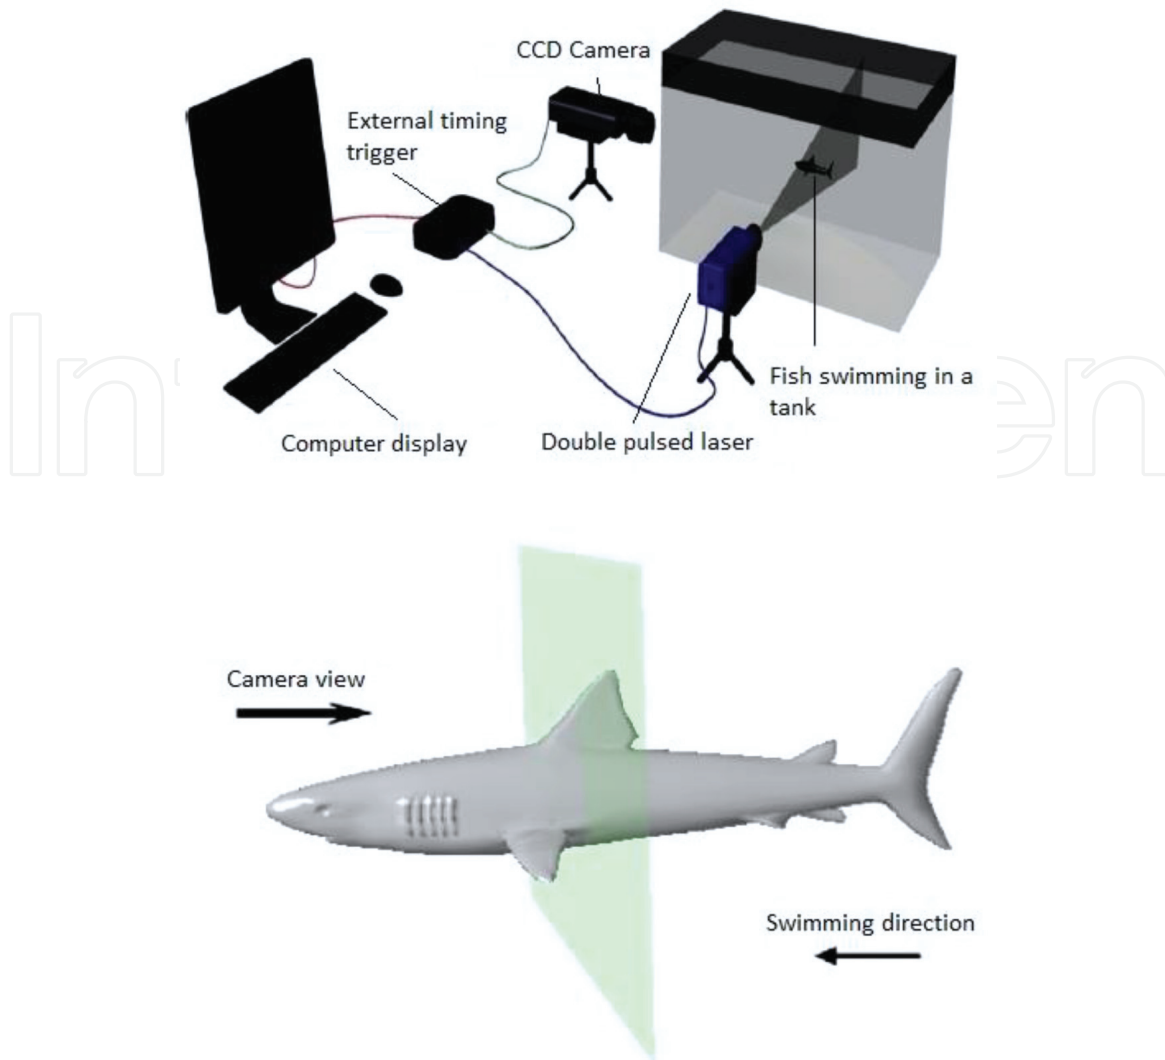 CCD Camera
External timing
trigger
Fish swimming in a
tank
Computer display
Double pulsed laser
Camera view
Swimming direction